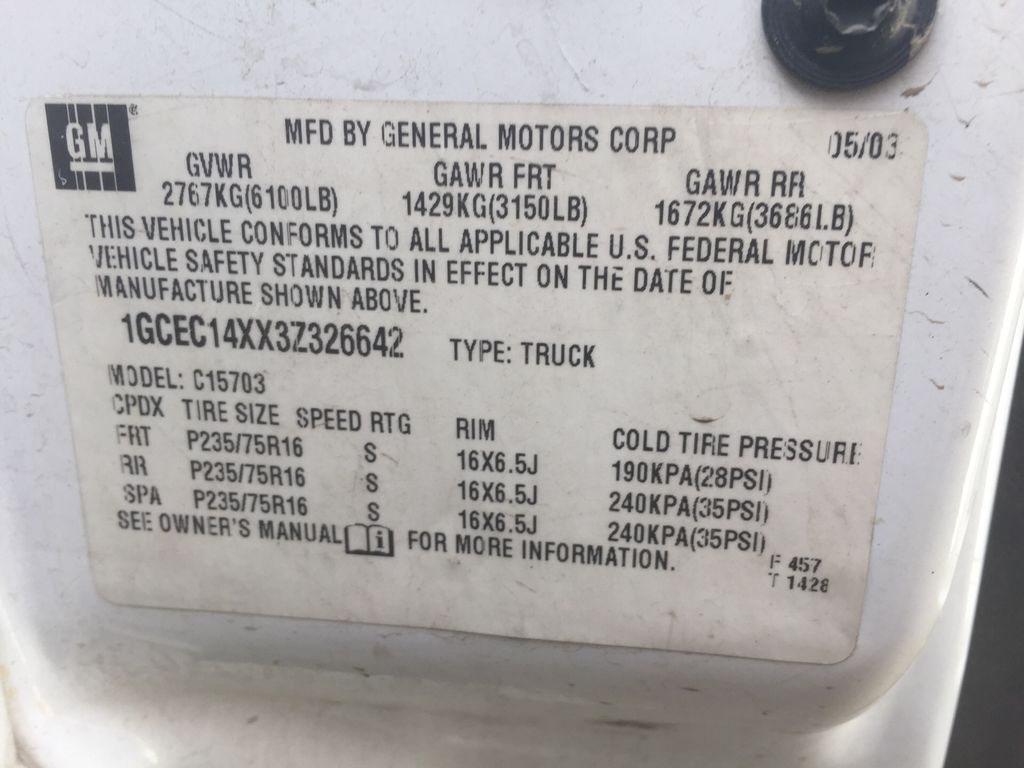 GM ®
MFD BY GENERAL MOTORS CORP 05/03
GVWR GAWR FRT GAWR RR
2767KG(6100LB) 1429KG(3150LB) 1672KG(3686LB)
THIS VEHICLE CONFORMS TO ALL APPLICABLE U.S. FEDERAL MOTOR
VEHICLE SAFETY STANDARDS IN EFFECT ON THE DATE OF
MANUFACTURE SHOWN ABOVE.
1GCEC14XX3Z326642 TYPE: TRUCK
MODEL: C15703
CPDX TIRE SIZE SPEED RTG RIM COLD TIRE PRESSURE
FRT P235/75R16 S 16X6.5J 190KPA(28PSI)
RR P235/75R16 S 16X6.5J 240KPA(35PSI)
SPA P235/75R16 S 16X6.5J 240KPA(35PSI)
SEE OWNER'S MANUAL i FOR MORE INFORMATION.
F 457
T 1428